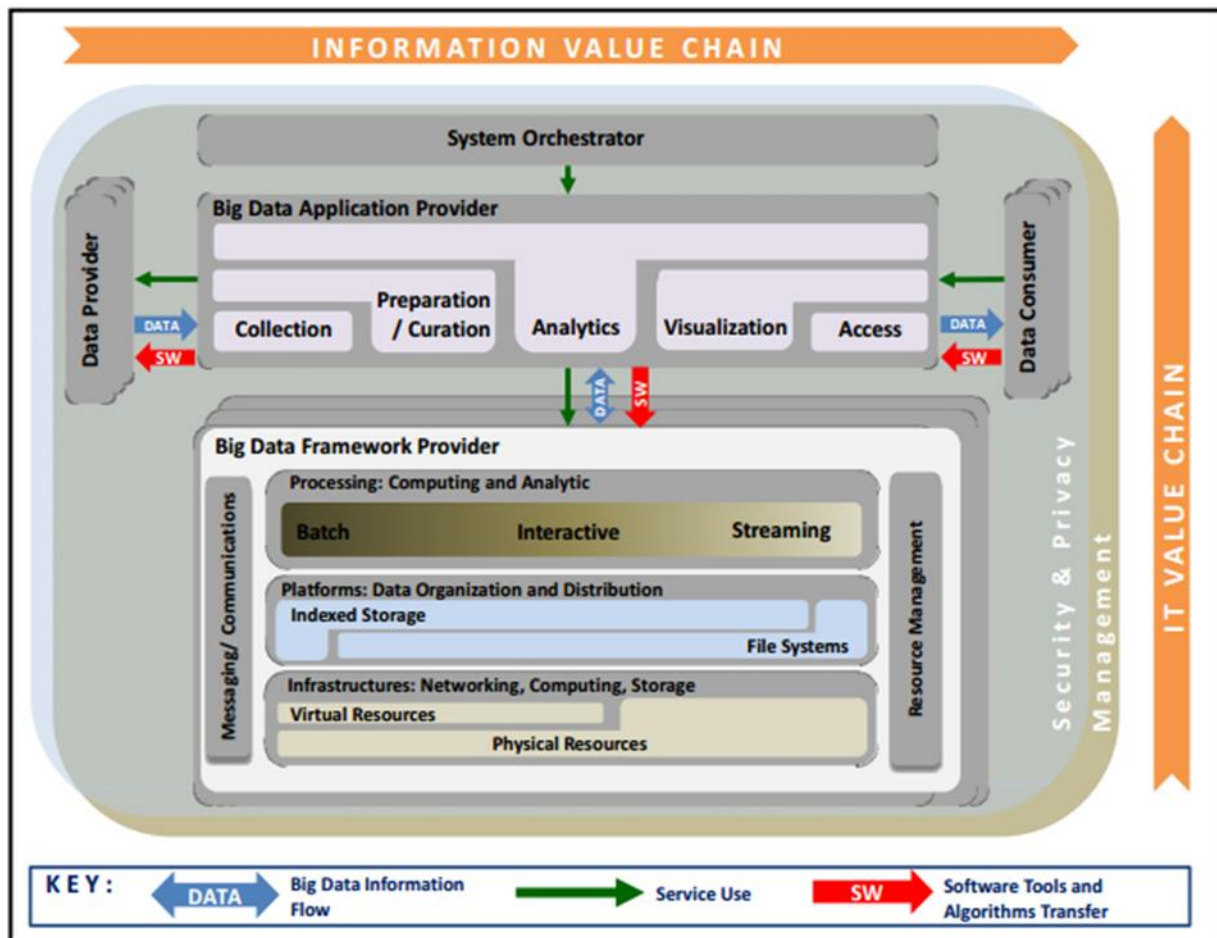 INFORMATION VALUE CHAIN
System Orchestrator
Big Data Application Provider
Data Provider
Preparation
/ Curation
Collection
Analytics
Visualization
Access
Data Consumer
DATA
SW
DATA
SW
DATA
SW
Big Data Framework Provider
Messaging/ Communications
Processing: Computing and Analytic
Batch
Interactive
Streaming
Platforms: Data Organization and Distribution
Indexed Storage
File Systems
Infrastructures: Networking, Computing, Storage
Virtual Resources
Physical Resources
Resource Management
Security & Privacy
Management
IT VALUE CHAIN
KEY:
DATA
Big Data Information
Flow
Service Use
SW
Software Tools and
Algorithms Transfer